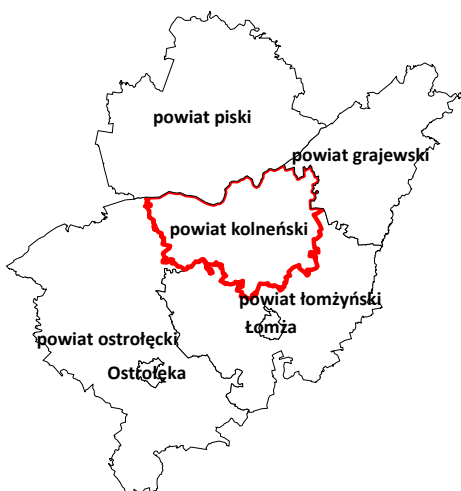 powiat piski
powiat grajewski
powiat kolneński
powiat łomżyński
Łomża
powiat ostrołęcki
Ostrołęka